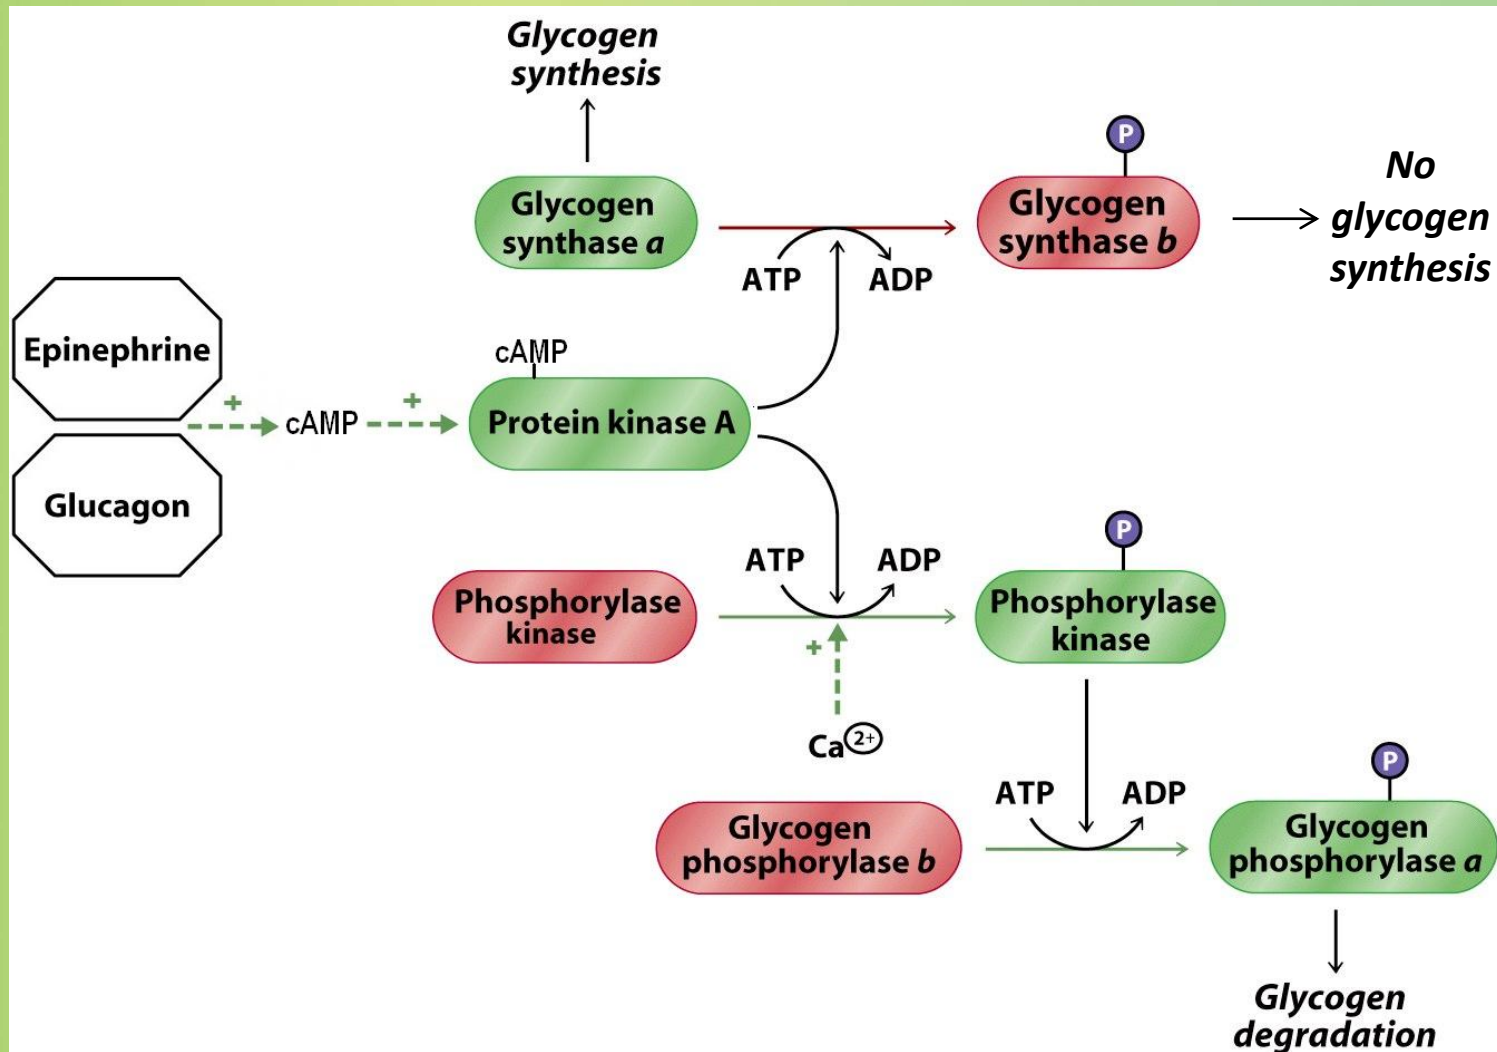 Glycogen
synthesis
P
Glycogen
synthase a
Glycogen
synthase b
No
glycogen
synthesis
ATP
ADP
Epinephrine
cAMP
+
+
cAMP
Protein kinase A
Glucagon
P
ATP
ADP
Phosphorylase
kinase
Phosphorylase
kinase
+
Ca2+
P
ATP
ADP
Glycogen
phosphorylase b
Glycogen
phosphorylase a
Glycogen
degradation